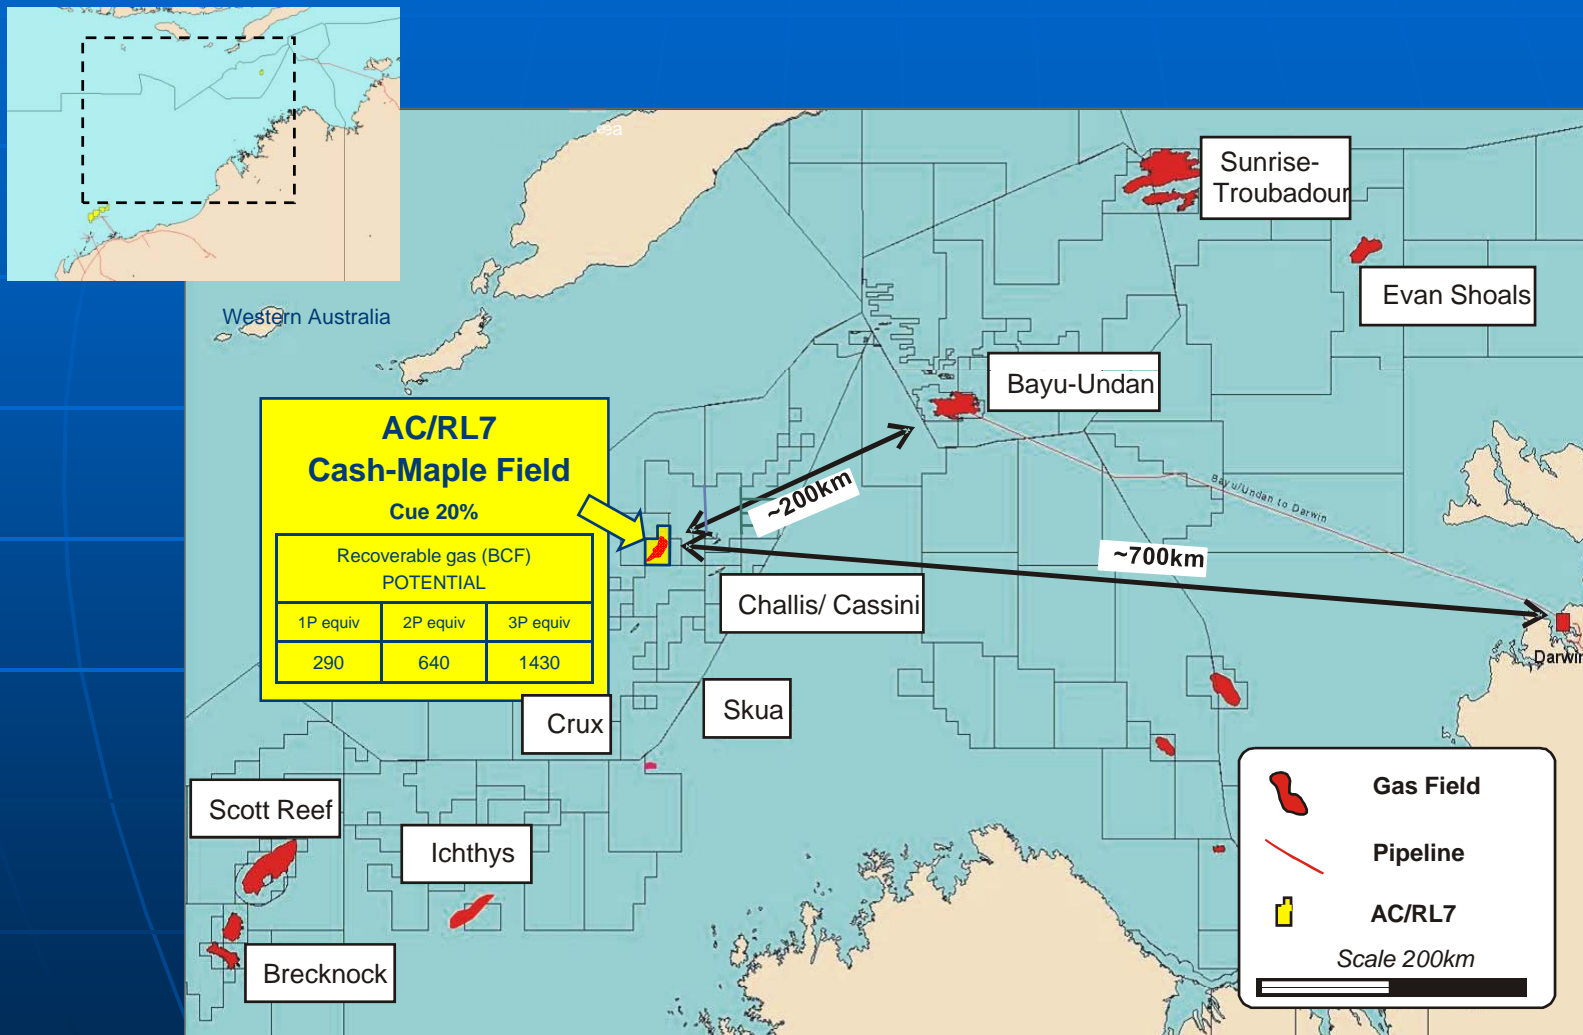 Western Australia
Sunrise-
Troubadour
Evan Shoals
Bayu-Undan
AC/RL7
Cash-Maple Field
Cue 20%
Recoverable gas (BCF)
POTENTIAL
1P equiv 2P equiv 3P equiv
290 640 1430
~200km
Bayu/Undan to Darwin
~700km
Challis/ Cassini
Darwin
Crux
Skua
Scott Reef
Ichthys
Brecknock
Gas Field
Pipeline
AC/RL7
Scale 200km